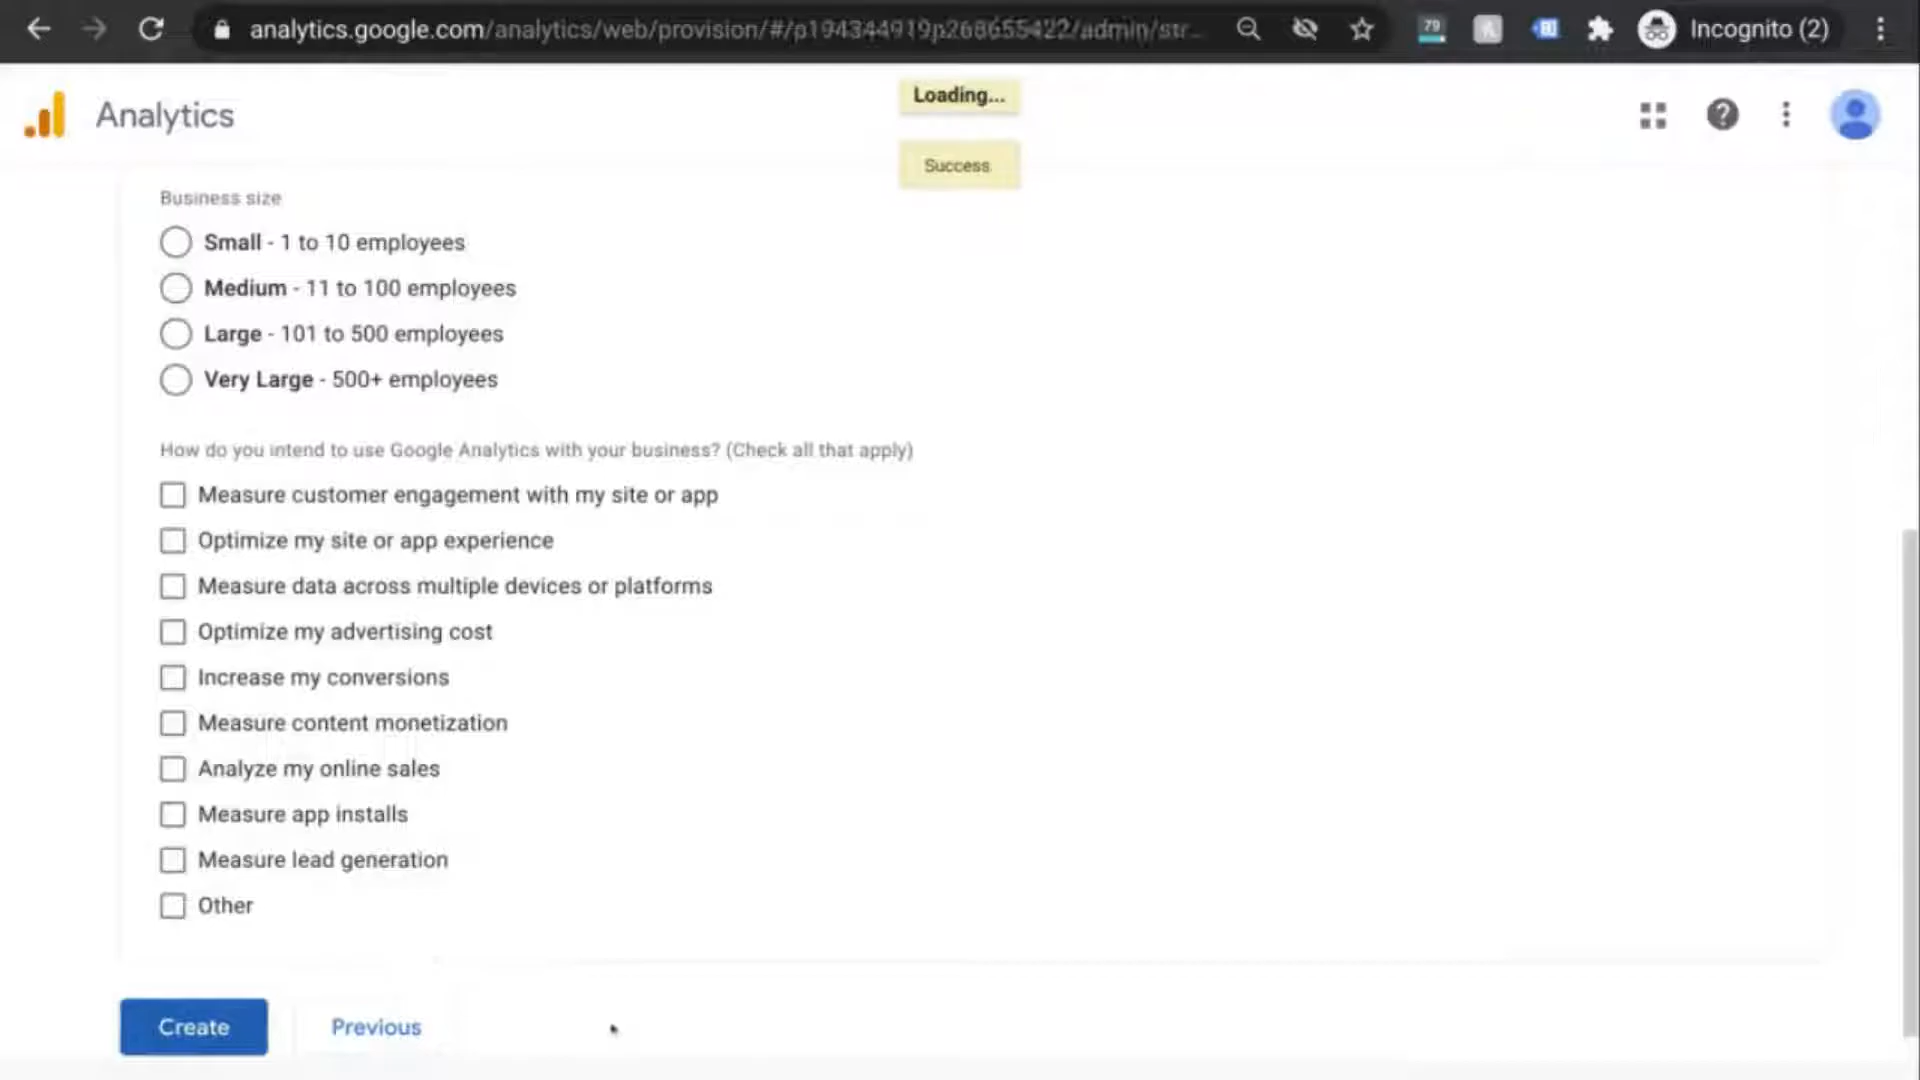 analytics.google.com/analytics/web/provision/#/p194344919p268655422/admin/str...
79
Incognito (2)
Analytics
Loading...
Success
Business size
Small - 1 to 10 employees
Medium - 11 to 100 employees
Large - 101 to 500 employees
Very Large - 500+ employees
How do you intend to use Google Analytics with your business? (Check all that apply)
Measure customer engagement with my site or app
Optimize my site or app experience
Measure data across multiple devices or platforms
Optimize my advertising cost
Increase my conversions
Measure content monetization
Analyze my online sales
Measure app installs
Measure lead generation
Other
Create
Previous